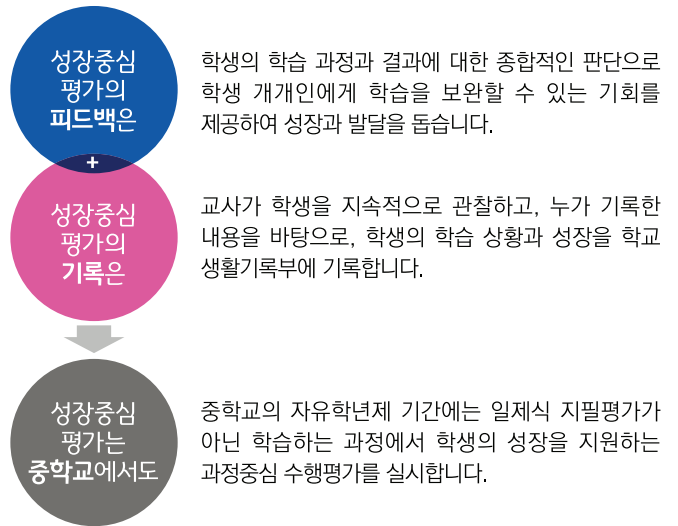 성장중심
평가의
피드백은
학생의 학습 과정과 결과에 대한 종합적인 판단으로
학생 개개인에게 학습을 보완할 수 있는 기회를
제공하여 성장과 발달을 돕습니다.
+
성장중심
평가의
기록은
교사가 학생을 지속적으로 관찰하고, 누가 기록한
내용을 바탕으로, 학생의 학습 상황과 성장을 학교
생활기록부에 기록합니다.
성장중심
평가는
중학교에서도
중학교의 자유학년제 기간에는 일제식 지필평가가
아닌 학습하는 과정에서 학생의 성장을 지원하는
과정중심 수행평가를 실시합니다.